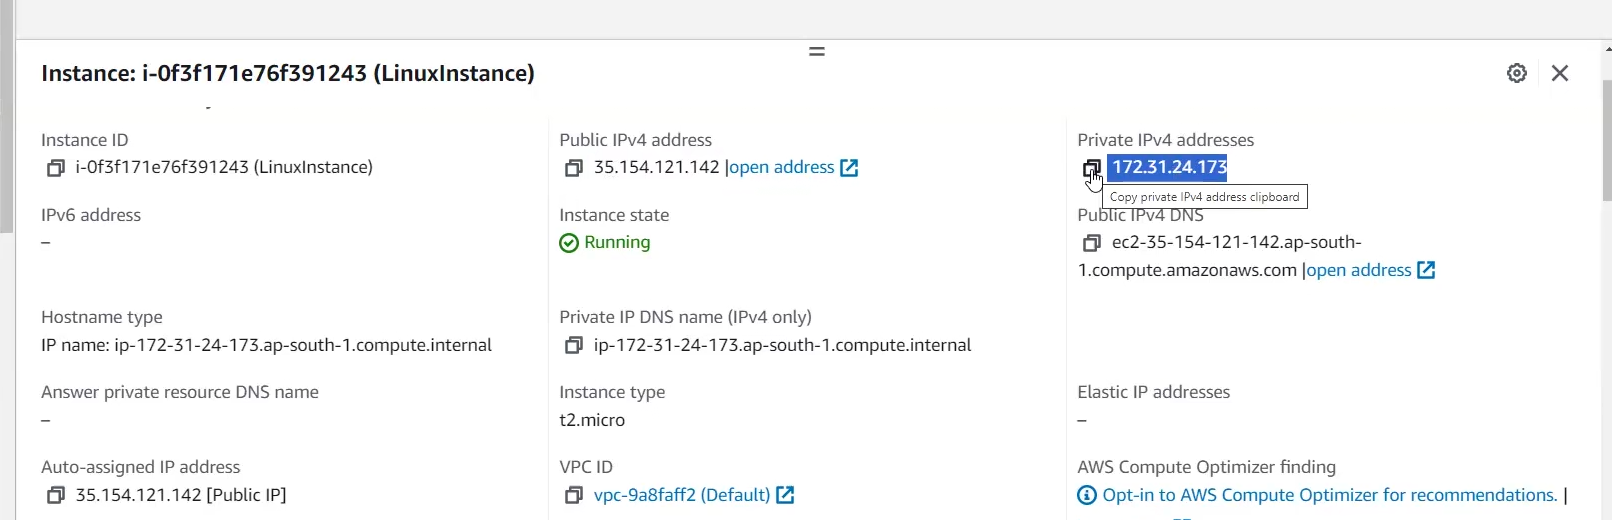 Instance: i-0f3f171e76f391243 (LinuxInstance)
Instance ID
i-0f3f171e76f391243 (LinuxInstance)
Public IPv4 address
35.154.121.142 |open address
Private IPv4 addresses
172.31.24.173
Copy private IPv4 address clipboard
IPv6 address
–
Instance state
Running
Public IPv4 DNS
ec2-35-154-121-142.ap-south-
1.compute.amazonaws.com |open address
Hostname type
IP name: ip-172-31-24-173.ap-south-1.compute.internal
Private IP DNS name (IPv4 only)
ip-172-31-24-173.ap-south-1.compute.internal
Answer private resource DNS name
–
Instance type
t2.micro
Elastic IP addresses
–
Auto-assigned IP address
35.154.121.142 [Public IP]
VPC ID
vpc-9a8faff2 (Default)
AWS Compute Optimizer finding
Opt-in to AWS Compute Optimizer for recommendations. |